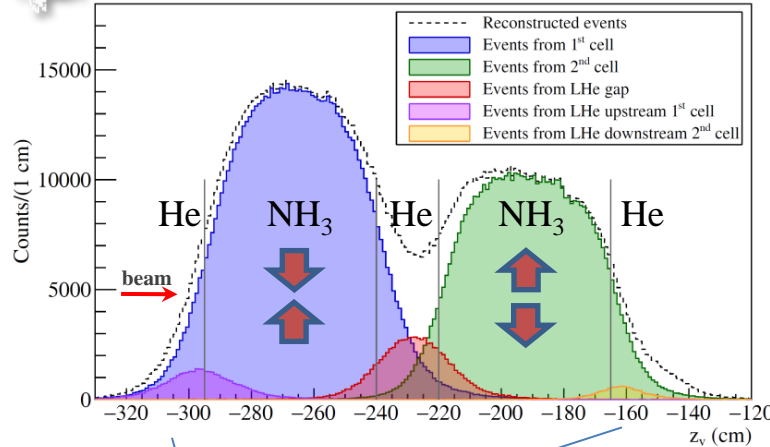 Reconstructed events
Events from 1st cell
Events from 2nd cell
Events from LHe gap
Events from LHe upstream 1st cell
Events from LHe downstream 2nd cell
Counts/(1 cm)
15000
10000
5000
0
He NH3 He NH3 He
beam
−320 −300 −280 −260 −240 −220 −200 −180 −160 −140 −120
zv (cm)